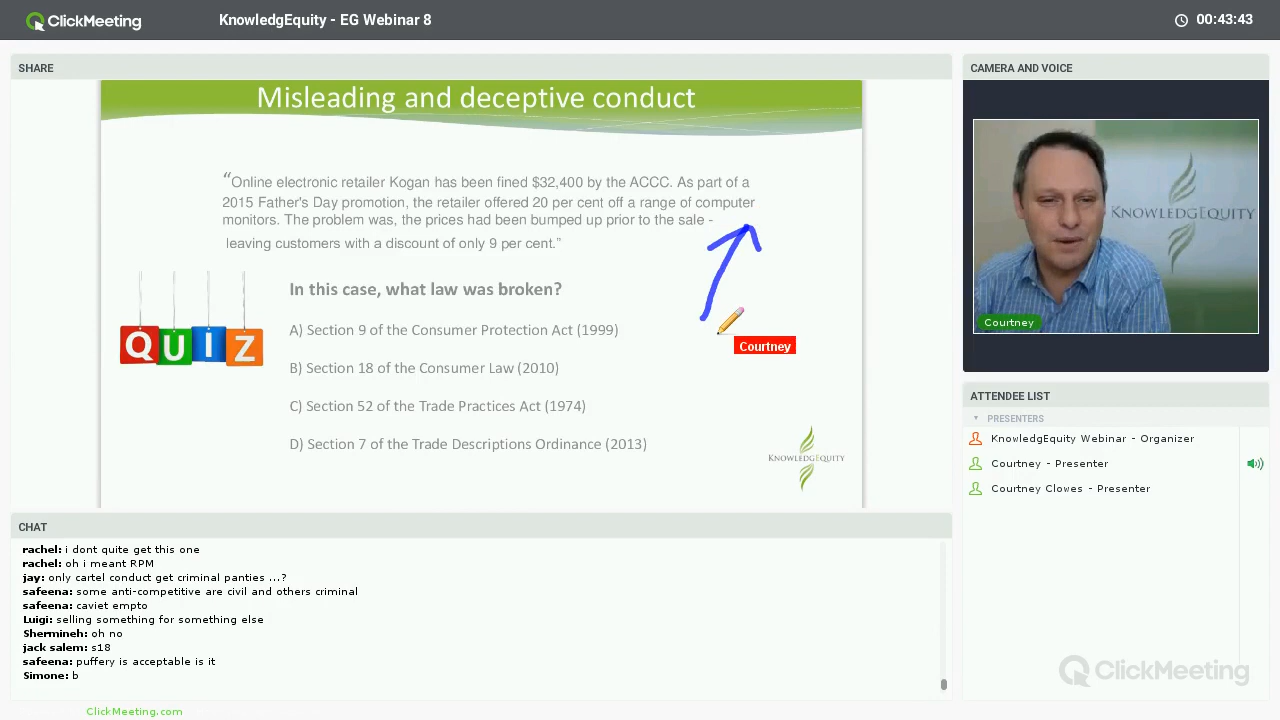 ClickMeeting
KnowledgEquity - EG Webinar 8
00:43:43
SHARE
Misleading and deceptive conduct
“Online electronic retailer Kogan has been fined $32,400 by the ACCC. As part of a
2015 Father's Day promotion, the retailer offered 20 per cent off a range of computer
monitors. The problem was, the prices had been bumped up prior to the sale -
leaving customers with a discount of only 9 per cent.”
QUIZ
In this case, what law was broken?
A) Section 9 of the Consumer Protection Act (1999)
B) Section 18 of the Consumer Law (2010)
C) Section 52 of the Trade Practices Act (1974)
D) Section 7 of the Trade Descriptions Ordinance (2013)
Courtney
KNOWLEDGEQUITY
CAMERA AND VOICE
KNOWLEDGEQUITY
Courtney
ATTENDEE LIST
PRESENTERS
KnowledgEquity Webinar - Organizer
Courtney - Presenter
Courtney Clowes - Presenter
CHAT
rachel: i dont quite get this one
rachel: oh i meant RPM
jay: only cartel conduct get criminal panties ...?
safeena: some anti-competitive are civil and others criminal
safeena: caviet empto
Luigi: selling something for something else
Shermineh: oh no
jack salem: s18
safeena: puffery is acceptable is it
Simone: b
ClickMeeting
ClickMeeting.com